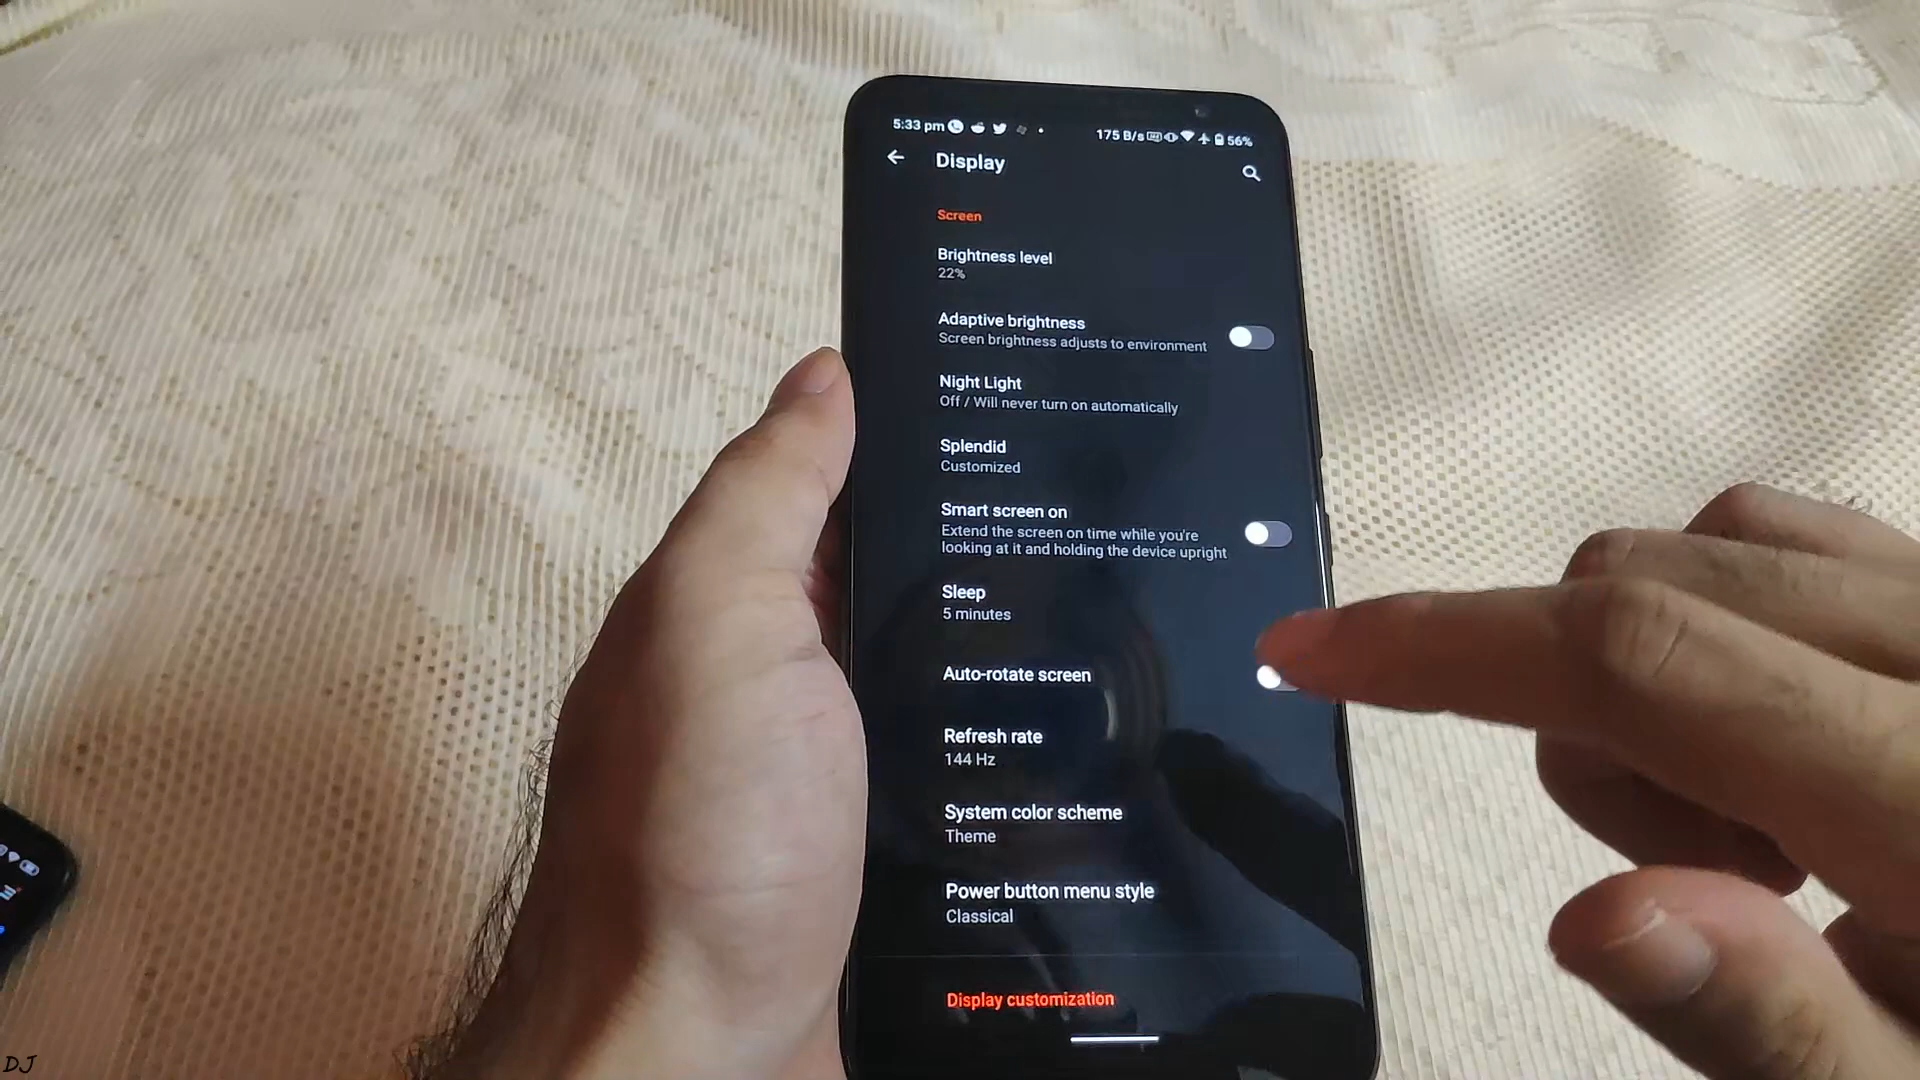 5:33 pm
175 B/s 56%
Display
Screen
Brightness level
22%
Adaptive brightness
Screen brightness adjusts to environment
Night Light
Off / Will never turn on automatically
Splendid
Customized
Smart screen on
Extend the screen on time while you're
looking at it and holding the device upright
Sleep
5 minutes
Auto-rotate screen
Refresh rate
144 Hz
System color scheme
Theme
Power button menu style
Classical
Display customization
DJ